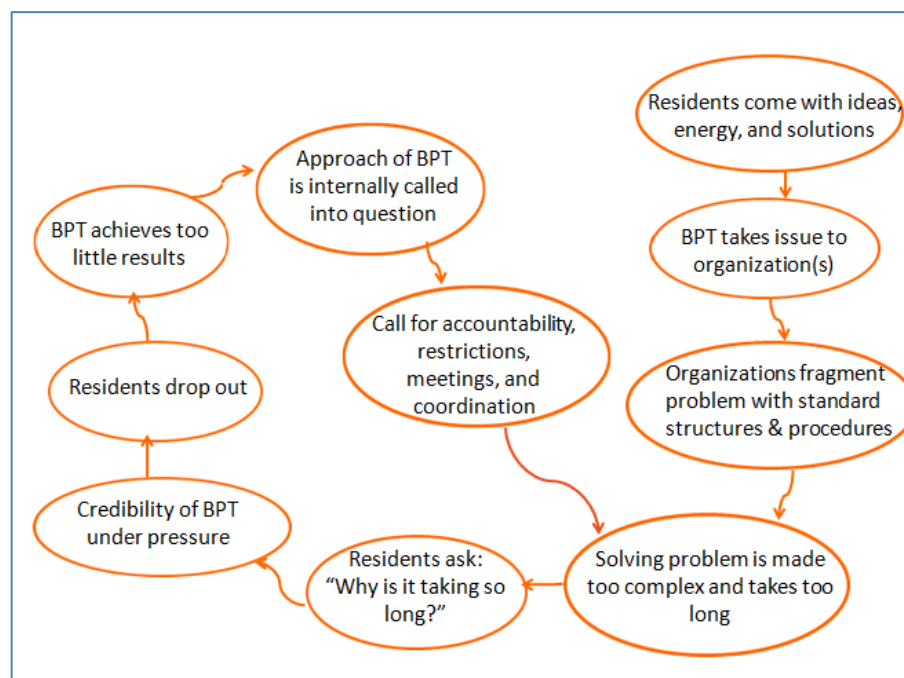 Residents come with ideas,
energy, and solutions
BPT takes issue to
organization(s)
Organizations fragment
problem with standard
structures & procedures
Solving problem is made
too complex and takes too
long
Residents ask:
“Why is it taking so
long?”
Credibility of BPT
under pressure
Residents drop out
BPT achieves too
little results
Approach of BPT
is internally called
into question
Call for accountability,
restrictions,
meetings, and
coordination